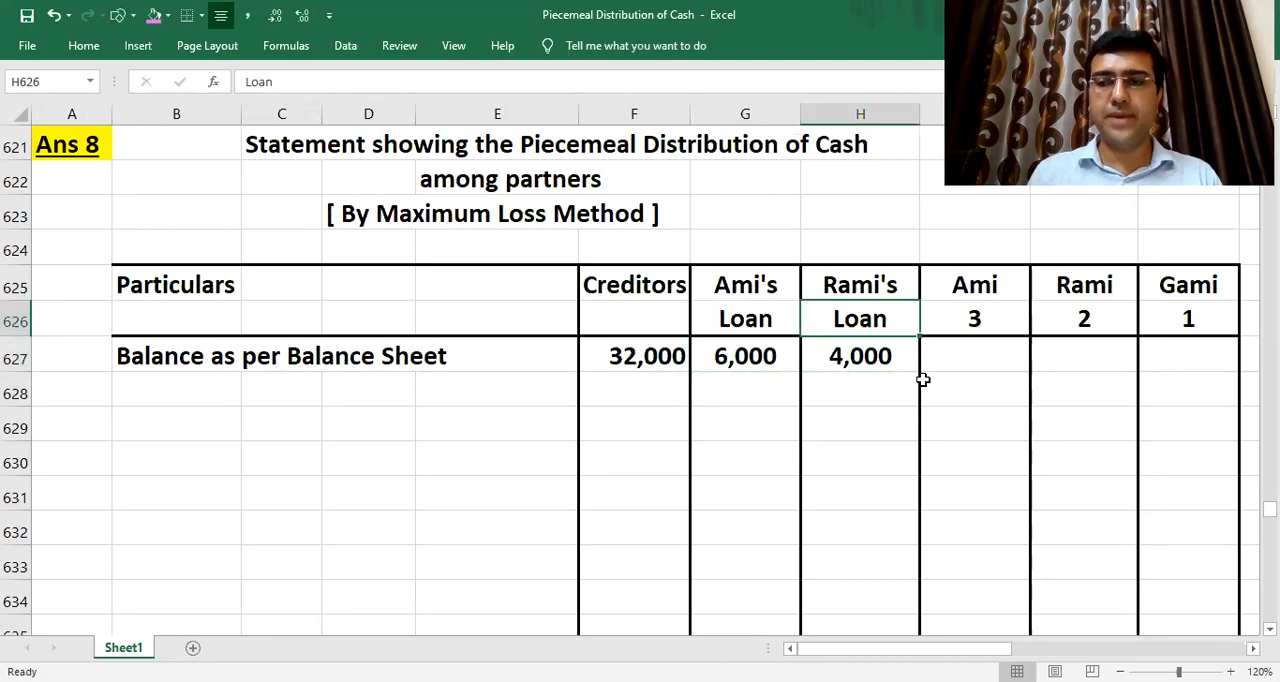 Piecemeal Distribution of Cash - Excel
File Home Insert Page Layout Formulas Data Review View Help Tell me what you want to do
H626 fx Loan
A B C D E F G H
621 Ans 8 Statement showing the Piecemeal Distribution of Cash
622 among partners
623 [ By Maximum Loss Method ]
624
625 Particulars Creditors Ami's Rami's Ami Rami Gami
626 Loan Loan 3 2 1
627 Balance as per Balance Sheet 32,000 6,000 4,000
628
629
630
631
632
633
634
Sheet1
Ready 120%